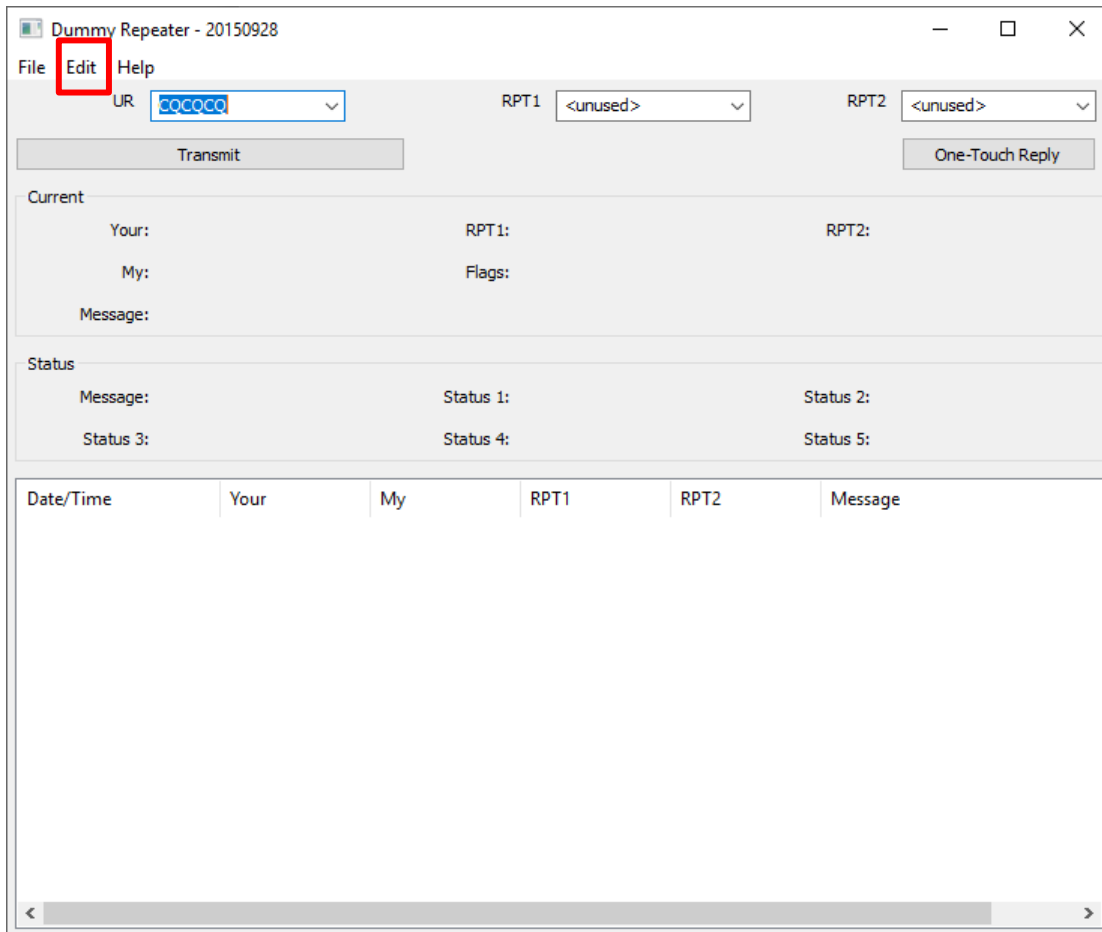 Dummy Repeater - 20150928
File Edit Help
UR CQCQCQ RPT1 <unused> RPT2 <unused>
Transmit One-Touch Reply
Current
Your: RPT1: RPT2:
My: Flags:
Message:
Status
Message: Status 1: Status 2:
Status 3: Status 4: Status 5:
Date/Time Your My RPT1 RPT2 Message